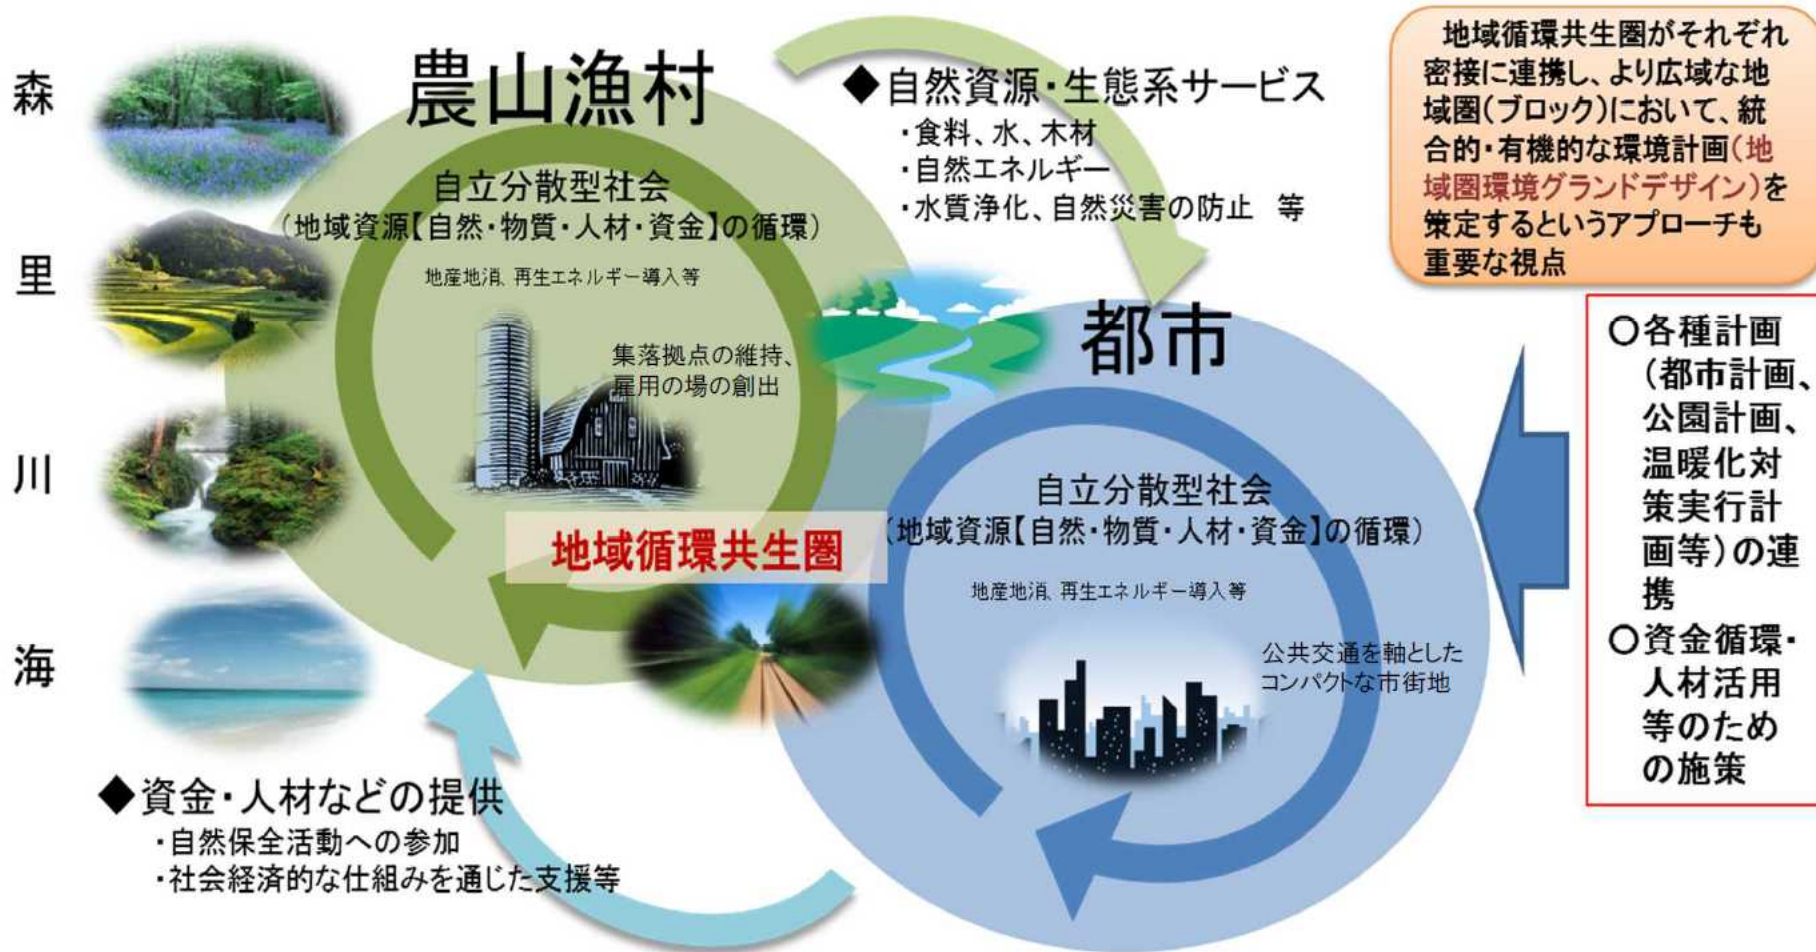 森
里
川
海
農山漁村
自立分散型社会
(地域資源【自然・物質・人材・資金】の循環)
地産地消、再生エネルギー導入等
集落拠点の維持、
雇用の場の創出
◆自然資源・生態系サービス
・食料、水、木材
・自然エネルギー
・水質浄化、自然災害の防止 等
地域循環共生圏がそれぞれ
密接に連携し、より広域な地
域圏(ブロック)において、統
合的・有機的な環境計画(地
域圏環境グランドデザイン)を
策定するというアプローチも
重要な視点
都市
自立分散型社会
(地域資源【自然・物質・人材・資金】の循環)
地産地消、再生エネルギー導入等
公共交通を軸とした
コンパクトな市街地
地域循環共生圏
◆資金・人材などの提供
・自然保全活動への参加
・社会経済的な仕組みを通じた支援等
○各種計画
(都市計画、
公園計画、
温暖化対
策実行計
画等)の連
携
○資金循環・
人材活用
等のため
の施策